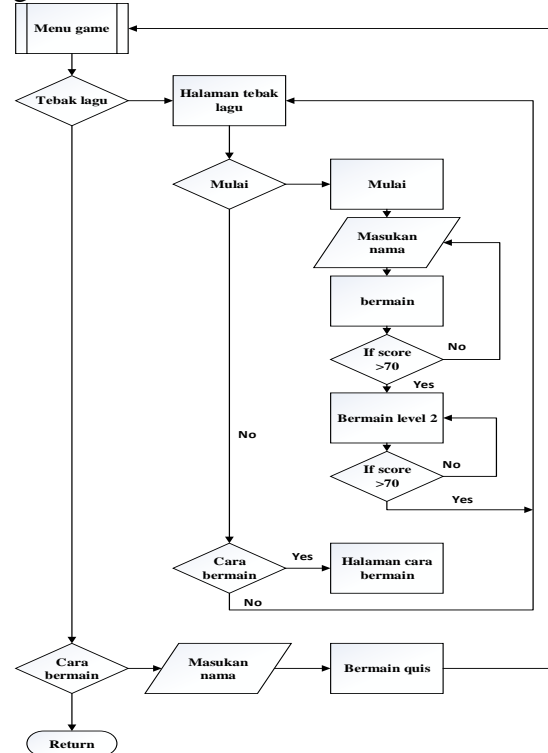 Menu game
Tebak lagu
Halaman tebak
lagu
Mulai
Mulai
Masukan
nama
bermain
If score
>70
No
Yes
Bermain level 2
If score
>70
No
Yes
No
Cara
bermain
Yes
Halaman cara
bermain
No
Cara
bermain
Masukan
nama
Bermain quis
Return